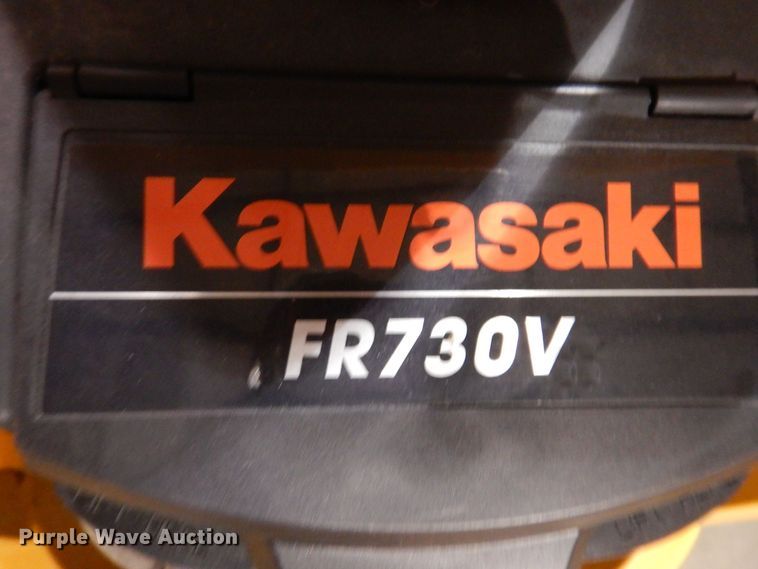 Kawasaki
FR730V
Purple Wave Auction